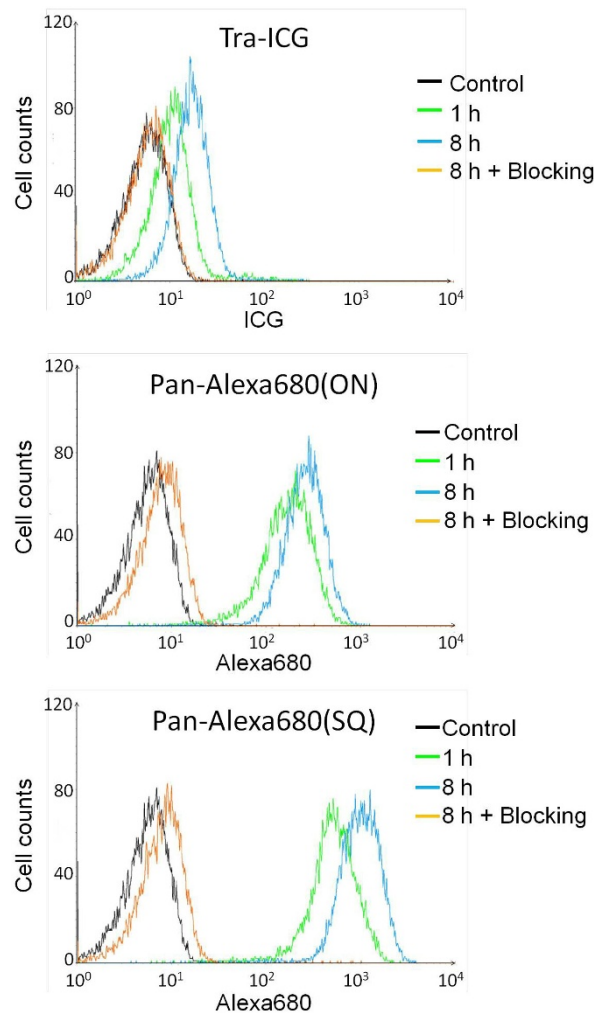 120
Tra-ICG
Control
1 h
8 h
8 h + Blocking
80
40
0
Cell counts
10⁰ 10¹ 10² 10³ 10⁴
ICG
120
Pan-Alexa680(ON)
Control
1 h
8 h
8 h + Blocking
80
40
0
Cell counts
10⁰ 10¹ 10² 10³ 10⁴
Alexa680
120
Pan-Alexa680(SQ)
Control
1 h
8 h
8 h + Blocking
80
40
0
Cell counts
10⁰ 10¹ 10² 10³ 10⁴
Alexa680